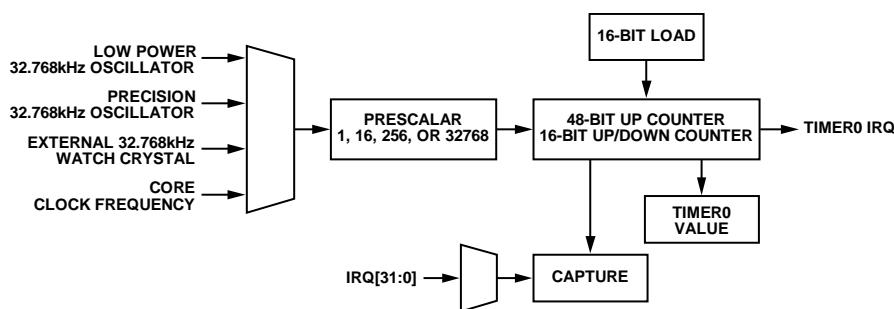 16-BIT LOAD
LOW POWER
32.768kHz OSCILLATOR
PRECISION
32.768kHz OSCILLATOR
EXTERNAL 32.768kHz
WATCH CRYSTAL
CORE
CLOCK FREQUENCY
PRESCALAR
1, 16, 256, OR 32768
48-BIT UP COUNTER
16-BIT UP/DOWN COUNTER
TIMER0 IRQ
TIMER0
VALUE
IRQ[31:0]
CAPTURE